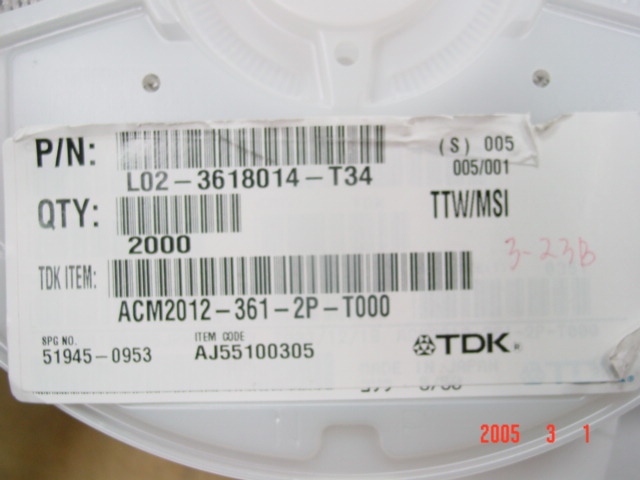 P/N:
(S) 005
005/001
L02-3618014-T34
QTY:
TTW/MSI
2000
3-23B
TDK ITEM:
ACM2012-361-2P-T000
SPG NO.
ITEM CODE
51945-0953
AJ55100305
TDK
2005 3 1